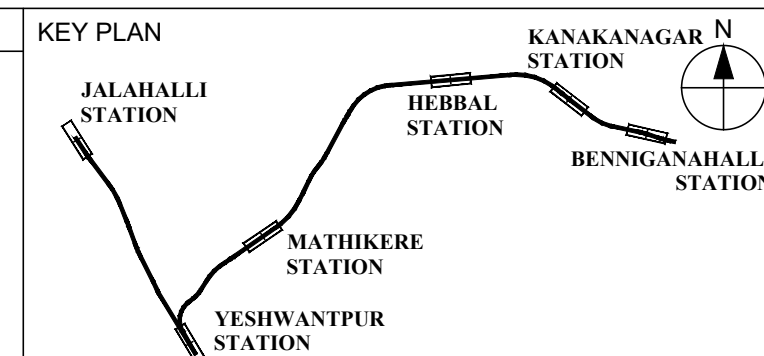 KEY PLAN
KANAKANAGAR
STATION
N
JALAHALLI
STATION
HEBBAL
STATION
BENNIGANAHALL
STATION
MATHIKERE
STATION
YESHWANTPUR
STATION